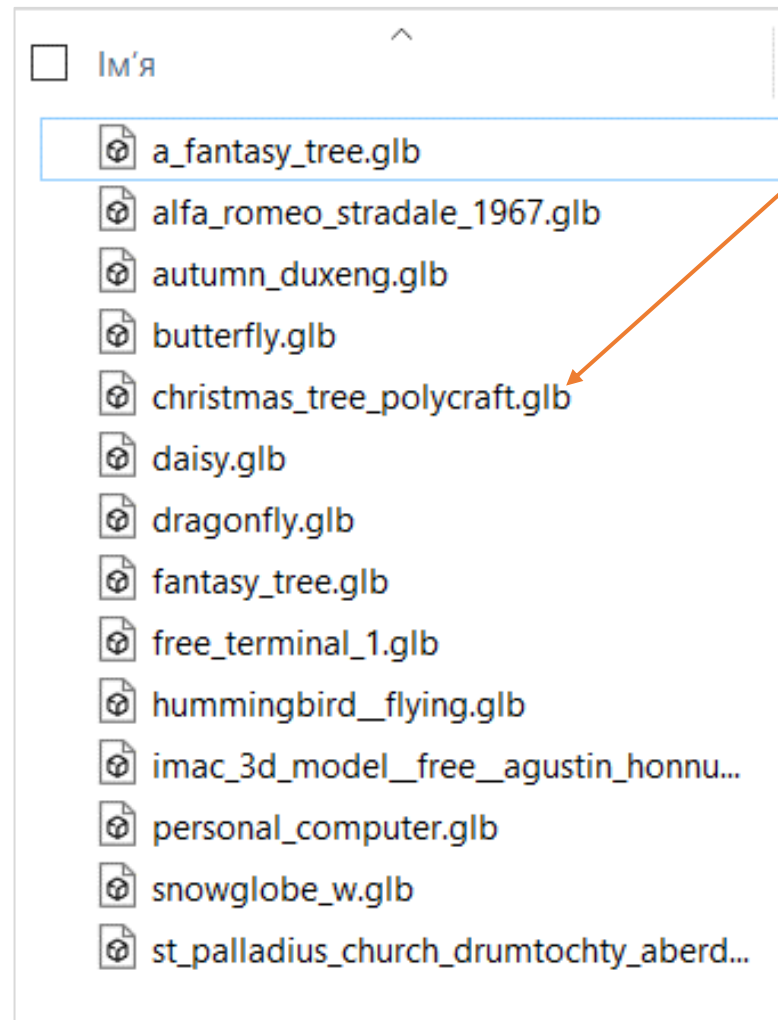 Ім’я
a_fantasy_tree.glb
alfa_romeo_stradale_1967.glb
autumn_duxeng.glb
butterfly.glb
christmas_tree_polycraft.glb
daisy.glb
dragonfly.glb
fantasy_tree.glb
free_terminal_1.glb
hummingbird__flying.glb
imac_3d_model__free__agustin_honnu...
personal_computer.glb
snowglobe_w.glb
st_palladius_church_drumtochty_aberd...